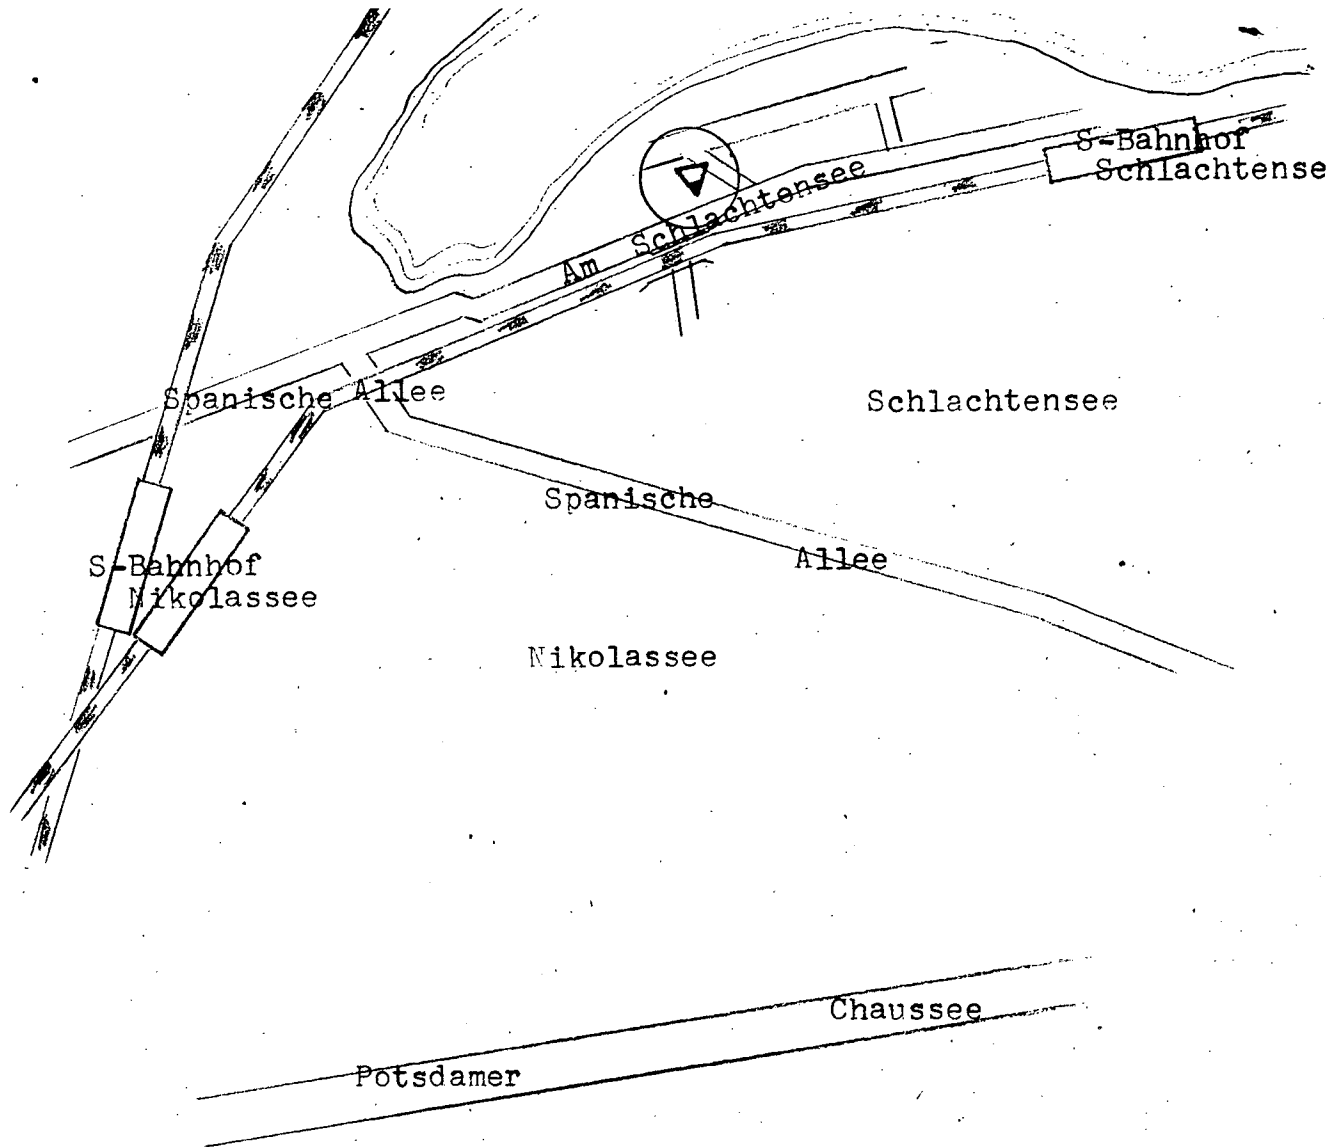 S-Bahnhof
Schlachtense
Am Schlachtensee
Spanische Allee
Schlachtensee
Spanische
Allee
S-Bahnhof
Nikolassee
Nikolassee
Chaussee
Potsdamer